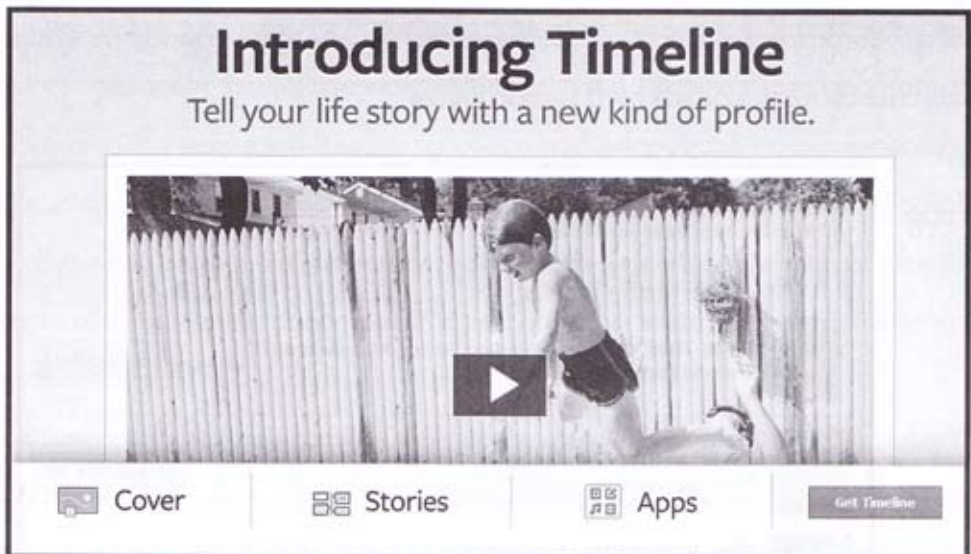 Introducing Timeline
Tell your life story with a new kind of profile.
Cover
Stories
Apps
Get Timeline